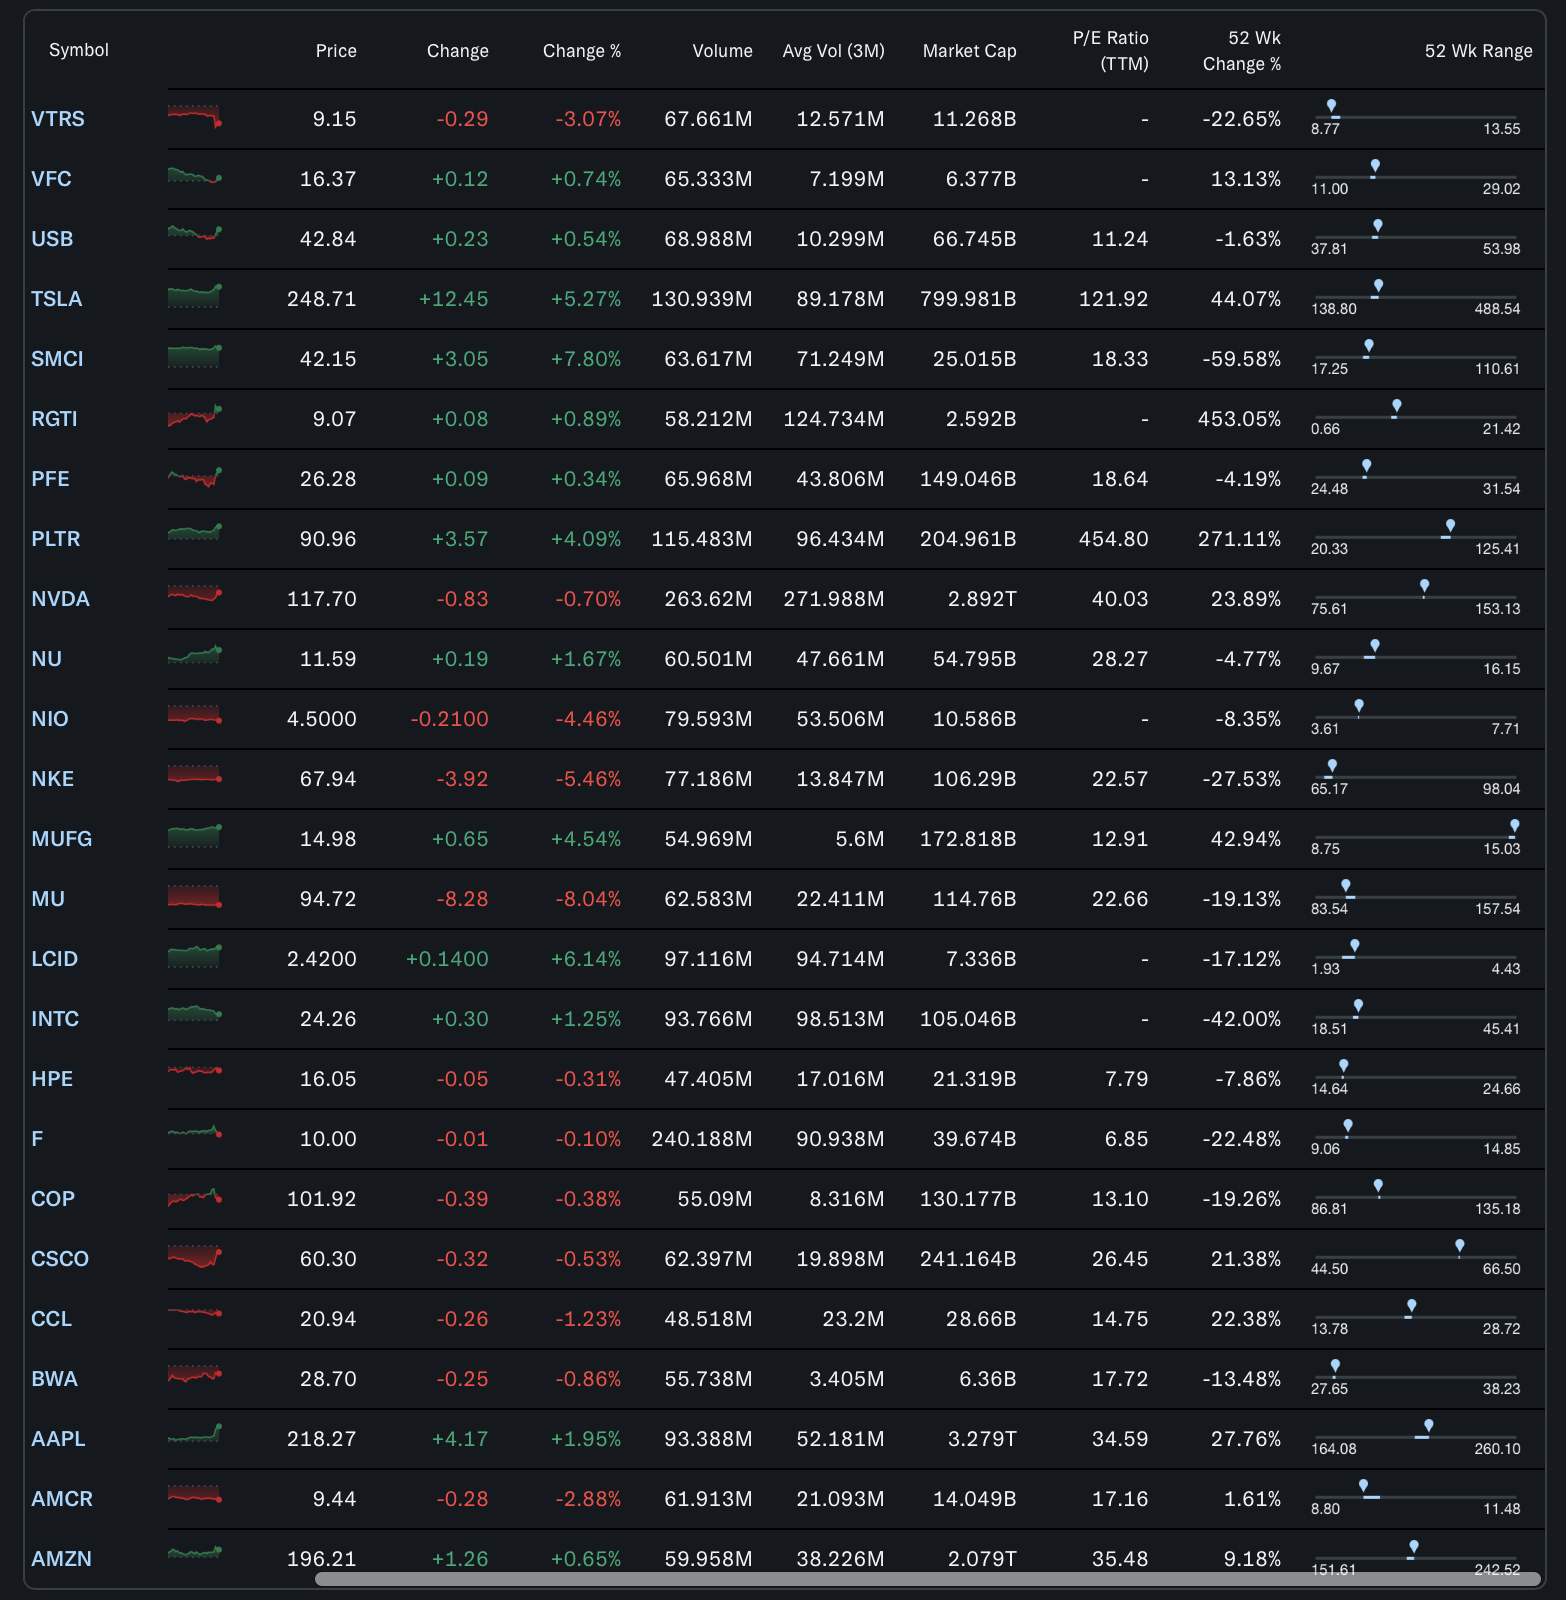 Symbol Price Change Change % Volume Avg Vol (3M) Market Cap P/E Ratio (TTM) 52 Wk Change % 52 Wk Range
VTRS 9.15 -0.29 -3.07% 67.661M 12.571M 11.268B - -22.65% 8.77 13.55
VFC 16.37 +0.12 +0.74% 65.333M 7.199M 6.377B - 13.13% 11.00 29.02
USB 42.84 +0.23 +0.54% 68.988M 10.299M 66.745B 11.24 -1.63% 37.81 53.98
TSLA 248.71 +12.45 +5.27% 130.939M 89.178M 799.981B 121.92 44.07% 138.80 488.54
SMCI 42.15 +3.05 +7.80% 63.617M 71.249M 25.015B 18.33 -59.58% 17.25 110.61
RGTI 9.07 +0.08 +0.89% 58.212M 124.734M 2.592B - 453.05% 0.66 21.42
PFE 26.28 +0.09 +0.34% 65.968M 43.806M 149.046B 18.64 -4.19% 24.48 31.54
PLTR 90.96 +3.57 +4.09% 115.483M 96.434M 204.961B 454.80 271.11% 20.33 125.41
NVDA 117.70 -0.83 -0.70% 263.62M 271.988M 2.892T 40.03 23.89% 75.61 153.13
NU 11.59 +0.19 +1.67% 60.501M 47.661M 54.795B 28.27 -4.77% 9.67 16.15
NIO 4.5000 -0.2100 -4.46% 79.593M 53.506M 10.586B - -8.35% 3.61 7.71
NKE 67.94 -3.92 -5.46% 77.186M 13.847M 106.29B 22.57 -27.53% 65.17 98.04
MUFG 14.98 +0.65 +4.54% 54.969M 5.6M 172.818B 12.91 42.94% 8.75 15.03
MU 94.72 -8.28 -8.04% 62.583M 22.411M 114.76B 22.66 -19.13% 83.54 157.54
LCID 2.4200 +0.1400 +6.14% 97.116M 94.714M 7.336B - -17.12% 1.93 4.43
INTC 24.26 +0.30 +1.25% 93.766M 98.513M 105.046B - -42.00% 18.51 45.41
HPE 16.05 -0.05 -0.31% 47.405M 17.016M 21.319B 7.79 -7.86% 14.64 24.66
F 10.00 -0.01 -0.10% 240.188M 90.938M 39.674B 6.85 -22.48% 9.06 14.85
COP 101.92 -0.39 -0.38% 55.09M 8.316M 130.177B 13.10 -19.26% 86.81 135.18
CSCO 60.30 -0.32 -0.53% 62.397M 19.898M 241.164B 26.45 21.38% 44.50 66.50
CCL 20.94 -0.26 -1.23% 48.518M 23.2M 28.66B 14.75 22.38% 13.78 28.72
BWA 28.70 -0.25 -0.86% 55.738M 3.405M 6.36B 17.72 -13.48% 27.65 38.23
AAPL 218.27 +4.17 +1.95% 93.388M 52.181M 3.279T 34.59 27.76% 164.08 260.10
AMCR 9.44 -0.28 -2.88% 61.913M 21.093M 14.049B 17.16 1.61% 8.80 11.48
AMZN 196.21 +1.26 +0.65% 59.958M 38.226M 2.079T 35.48 9.18% 151.61 242.52